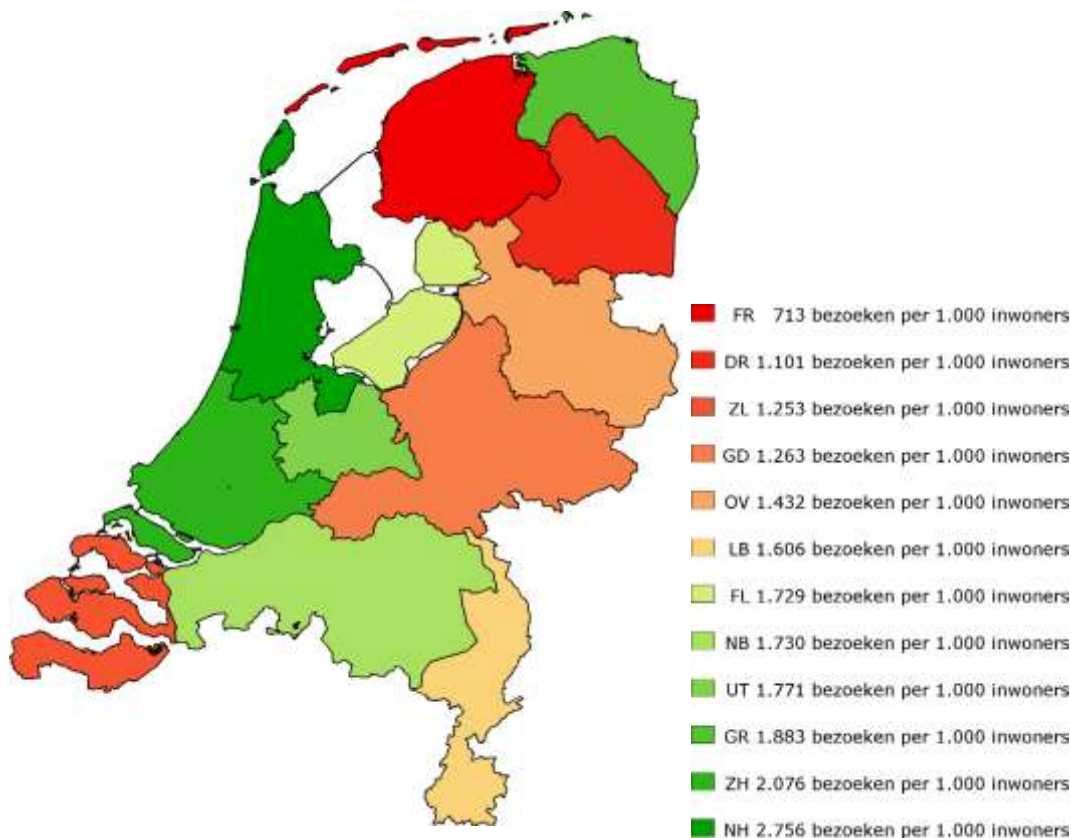 FR 713 bezoeken per 1.000 inwoners
DR 1.101 bezoeken per 1.000 inwoners
ZL 1.253 bezoeken per 1.000 inwoners
GD 1.263 bezoeken per 1.000 inwoners
OV 1.432 bezoeken per 1.000 inwoners
LB 1.606 bezoeken per 1.000 inwoners
FL 1.729 bezoeken per 1.000 inwoners
NB 1.730 bezoeken per 1.000 inwoners
UT 1.771 bezoeken per 1.000 inwoners
GR 1.883 bezoeken per 1.000 inwoners
ZH 2.076 bezoeken per 1.000 inwoners
NH 2.756 bezoeken per 1.000 inwoners